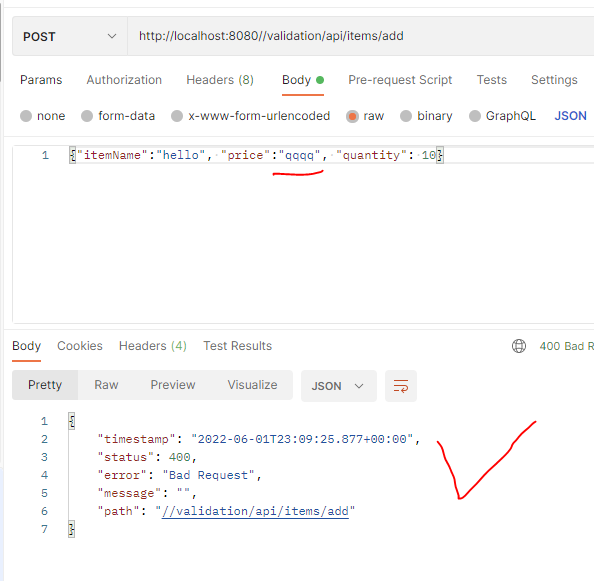 POST http://localhost:8080//validation/api/items/add
Params Authorization Headers (8) Body Pre-request Script Tests Settings
none form-data x-www-form-urlencoded raw binary GraphQL JSON
1 {"itemName":"hello", "price":"qqqq", "quantity": 10}
Body Cookies Headers (4) Test Results 400 Bad R
Pretty Raw Preview Visualize JSON
1 {
2 "timestamp": "2022-06-01T23:09:25.877+00:00",
3 "status": 400,
4 "error": "Bad Request",
5 "message": "",
6 "path": "//validation/api/items/add"
7 }